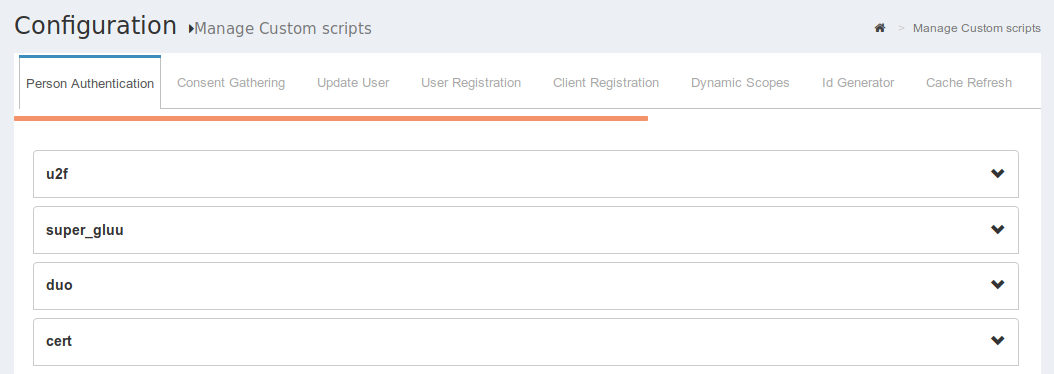 Configuration Manage Custom scripts > Manage Custom scripts
Person Authentication Consent Gathering Update User User Registration Client Registration Dynamic Scopes Id Generator Cache Refresh
u2f
super_gluu
duo
cert